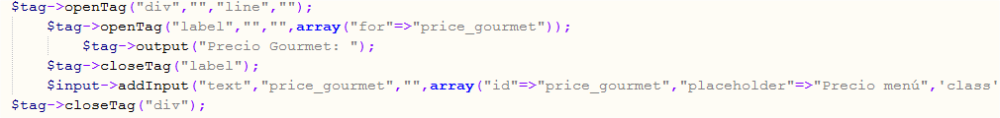 $tag->openTag("div","","line","");
$tag->openTag("label","","",array("for"=>"price_gourmet"));
$tag->output("Precio Gourmet: ");
$tag->closeTag("label");
$input->addInput("text","price_gourmet","",array("id"=>"price_gourmet","placeholder"=>"Precio menú",'class'
$tag->closeTag("div");